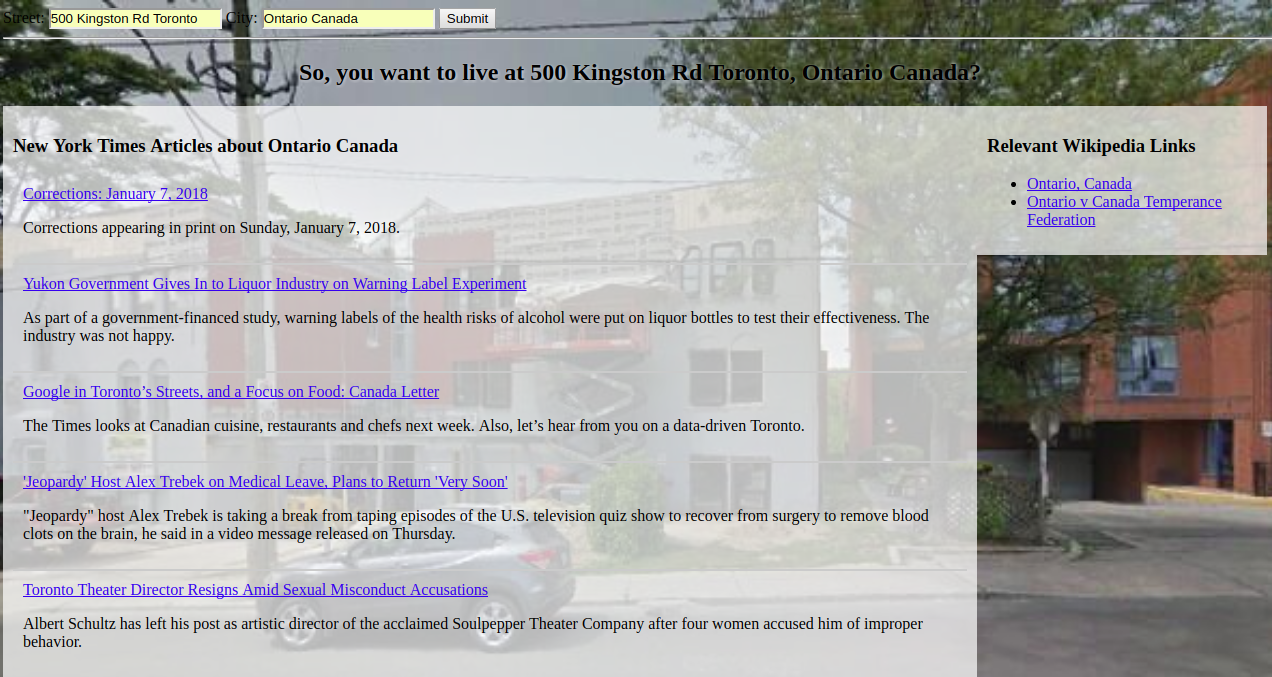 Street: 500 Kingston Rd Toronto City: Ontario Canada Submit
So, you want to live at 500 Kingston Rd Toronto, Ontario Canada?
New York Times Articles about Ontario Canada
Corrections: January 7, 2018
Corrections appearing in print on Sunday, January 7, 2018.
Yukon Government Gives In to Liquor Industry on Warning Label Experiment
As part of a government-financed study, warning labels of the health risks of alcohol were put on liquor bottles to test their effectiveness. The
industry was not happy.
Google in Toronto’s Streets, and a Focus on Food: Canada Letter
The Times looks at Canadian cuisine, restaurants and chefs next week. Also, let’s hear from you on a data-driven Toronto.
'Jeopardy' Host Alex Trebek on Medical Leave, Plans to Return 'Very Soon'
"Jeopardy" host Alex Trebek is taking a break from taping episodes of the U.S. television quiz show to recover from surgery to remove blood
clots on the brain, he said in a video message released on Thursday.
Toronto Theater Director Resigns Amid Sexual Misconduct Accusations
Albert Schultz has left his post as artistic director of the acclaimed Soulpepper Theater Company after four women accused him of improper
behavior.
Relevant Wikipedia Links
Ontario, Canada
Ontario v Canada Temperance
Federation